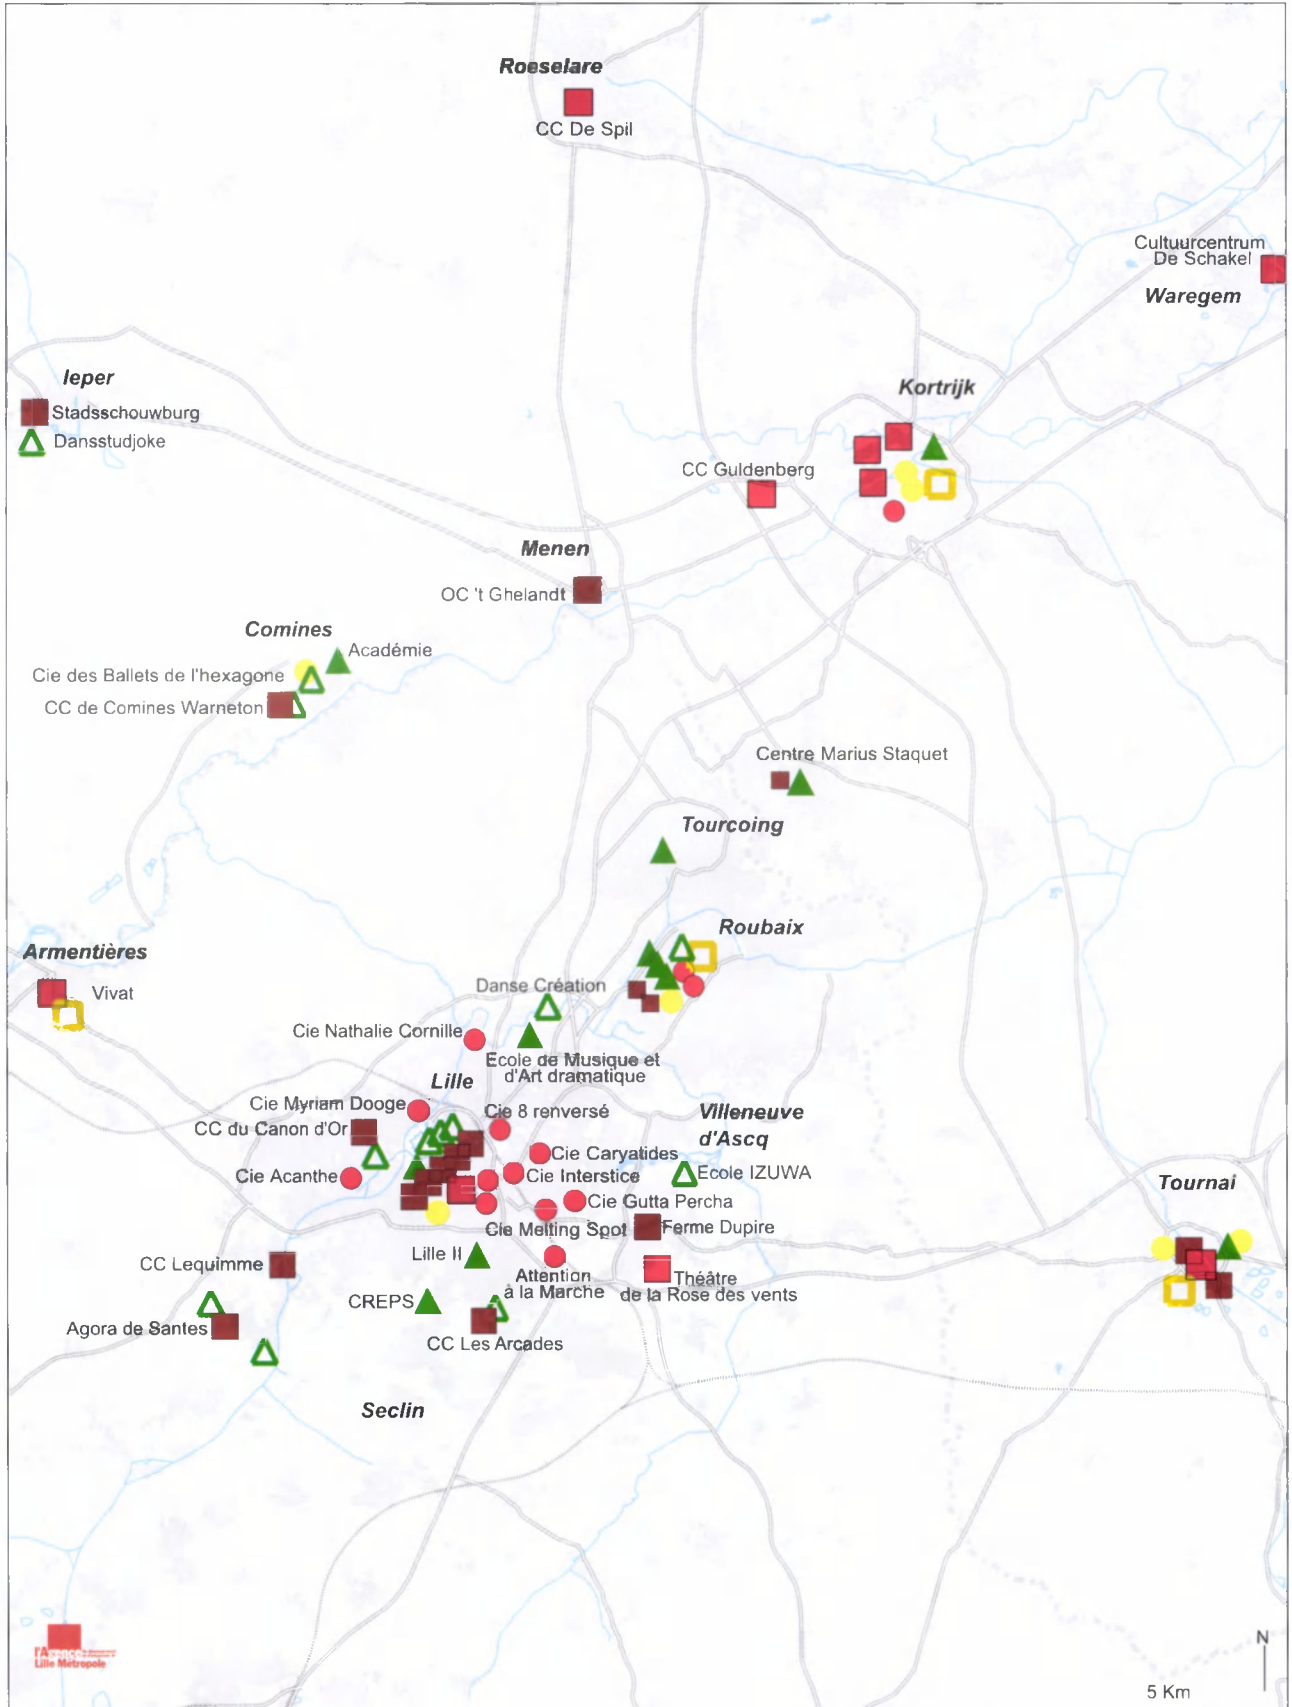 Roeselare
CC De Spil
Cultuurcentrum
De Schakel
Waregem
Ieper
Stadsschouwburg
Dansstudjoke
Kortrijk
CC Guldenberg
Menen
OC 't Ghelandt
Comines
Académie
Cie des Ballets de l'hexagone
CC de Comines Warneton
Centre Marius Staquet
Tourcoing
Roubaix
Armentières
Vivat
Danse Création
Cie Nathalie Cornille
Ecole de Musique et
d'Art dramatique
Lille
Cie Myriam Dooge
Cie 8 renversé
CC du Canon d'Or
Villeneuve
d'Ascq
Cie Caryatides
Cie Acanthe
Cie Interstice
Ecole IZUWA
Tournai
Cie Gutta Percha
Cie Melting Spot
Ferme Dupire
Lille II
CC Lequimme
Attention
à la Marche
Théâtre
de la Rose des vents
CREPS
Agora de Santes
CC Les Arcades
Seclin
l'Agence
Lille Métropole
N
5 Km